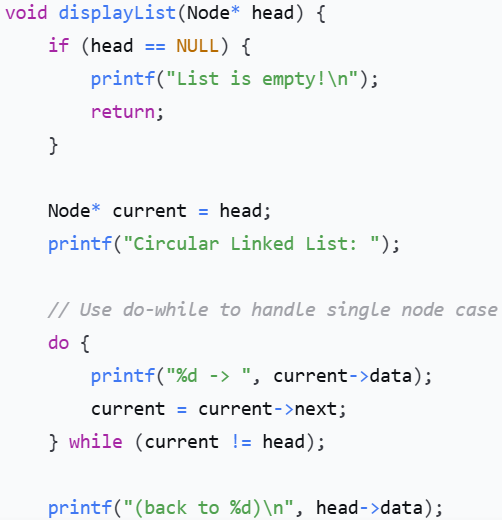 void displayList(Node* head) {
    if (head == NULL) {
        printf("List is empty!\n");
        return;
    }

    Node* current = head;
    printf("Circular Linked List: ");

    // Use do-while to handle single node case
    do {
        printf("%d -> ", current->data);
        current = current->next;
    } while (current != head);

    printf("(back to %d)\n", head->data);